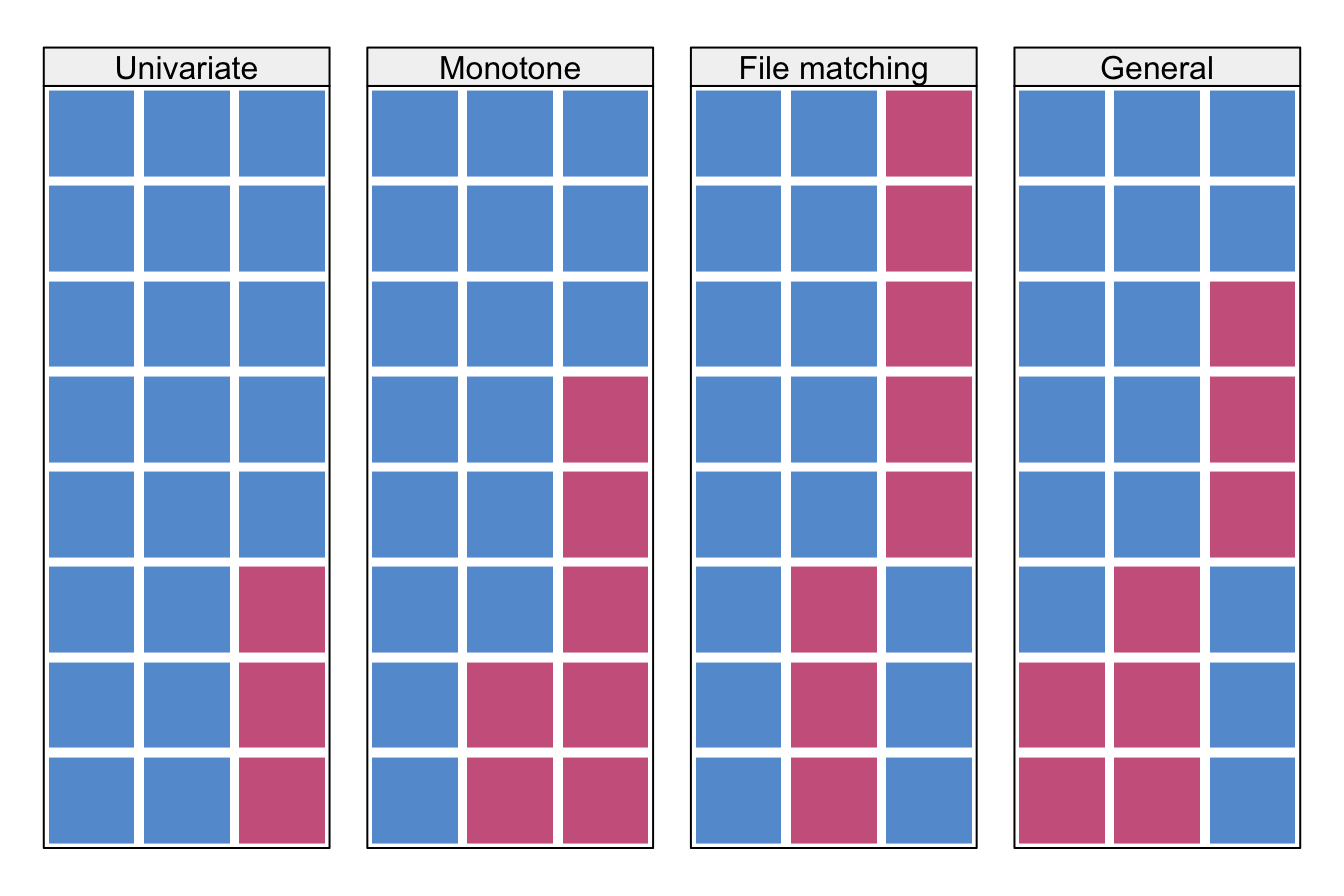 Univariate
Monotone
File matching
General